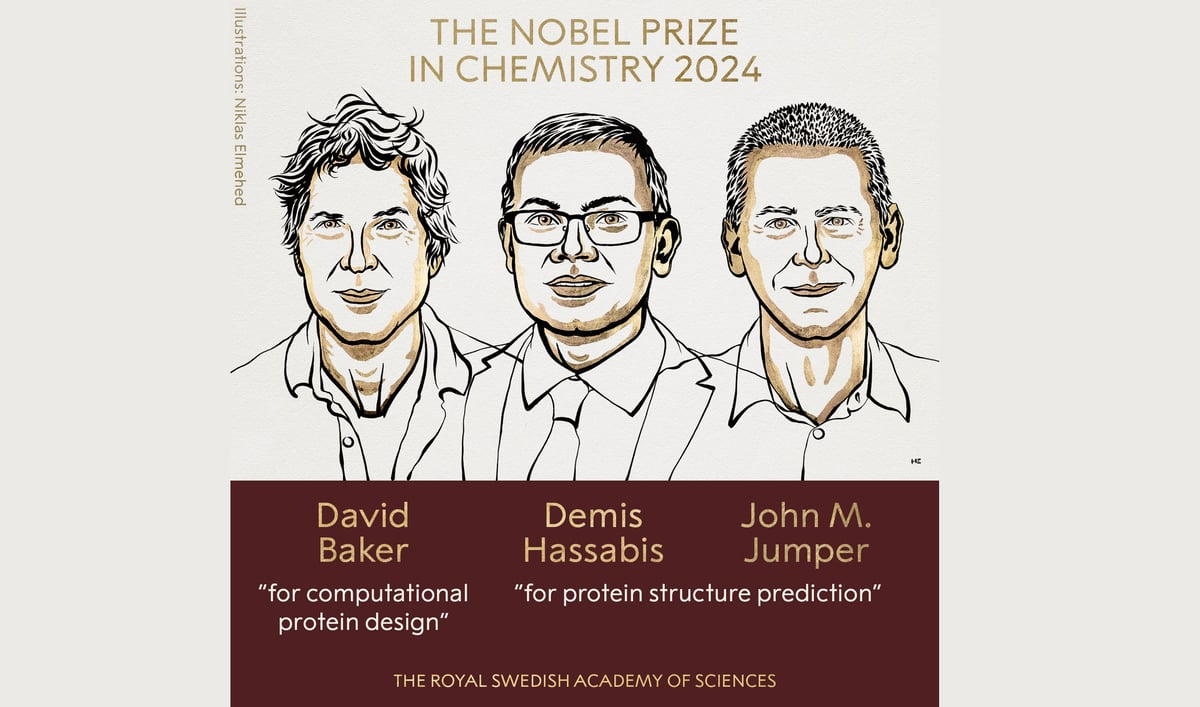 Illustrations: Niklas Elmehed
THE NOBEL PRIZE
IN CHEMISTRY 2024
David
Baker
"for computational
protein design"
Demis
Hassabis
John M.
Jumper
"for protein structure prediction"
THE ROYAL SWEDISH ACADEMY OF SCIENCES